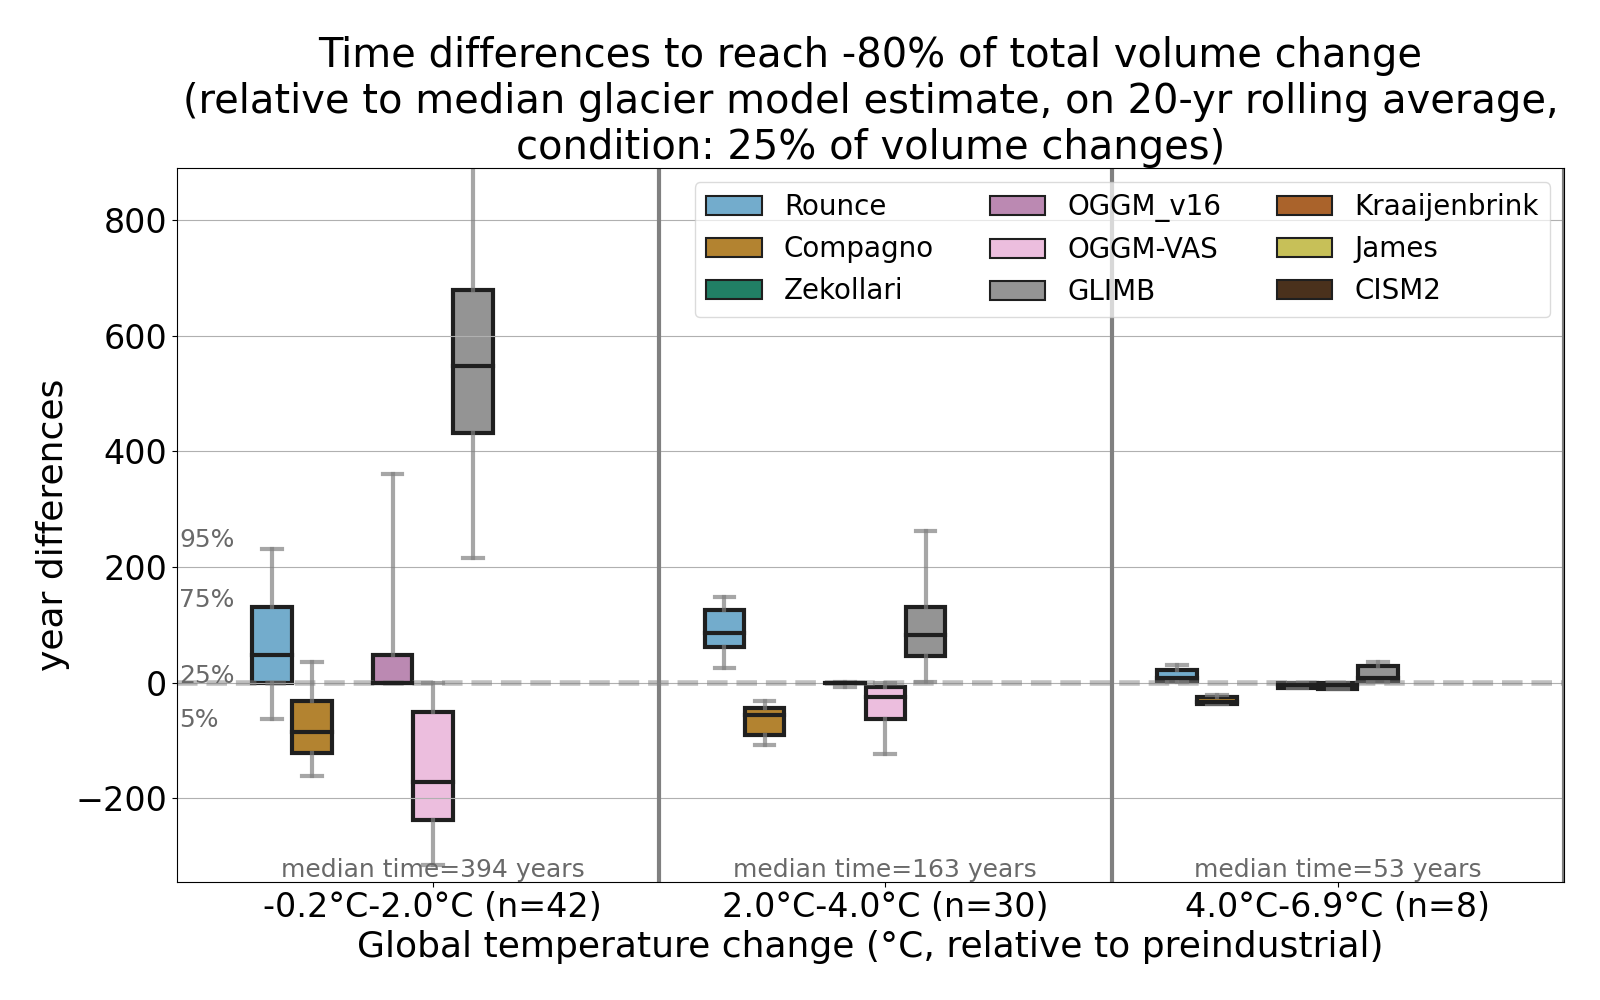 Time differences to reach -80% of total volume change
(relative to median glacier model estimate, on 20-yr rolling average,
condition: 25% of volume changes)
Rounce
Compagno
Zekollari
OGGM_v16
OGGM-VAS
GLIMB
Kraaijenbrink
James
CISM2
year differences
800
600
400
200
0
−200
95%
75%
25%
5%
median time=394 years
median time=163 years
median time=53 years
-0.2°C-2.0°C (n=42)
2.0°C-4.0°C (n=30)
4.0°C-6.9°C (n=8)
Global temperature change (°C, relative to preindustrial)